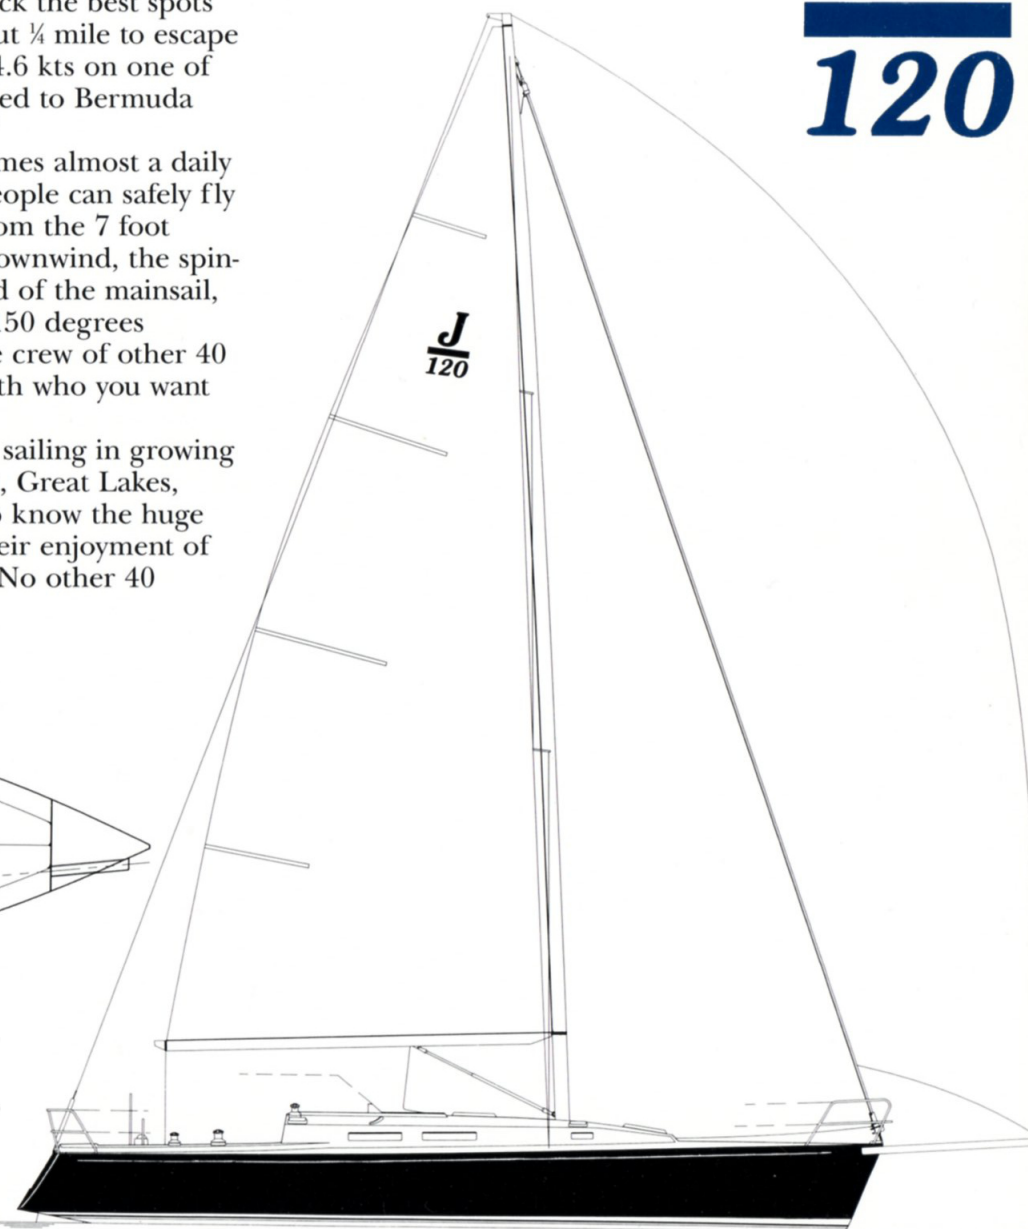 ck the best spots
ut ¼ mile to escape
4.6 kts on one of
ed to Bermuda
mes almost a daily
eople can safely fly
om the 7 foot
ownwind, the spin-
d of the mainsail,
50 degrees
e crew of other 40
th who you want
sailing in growing
, Great Lakes,
o know the huge
eir enjoyment of
No other 40
120
J
120